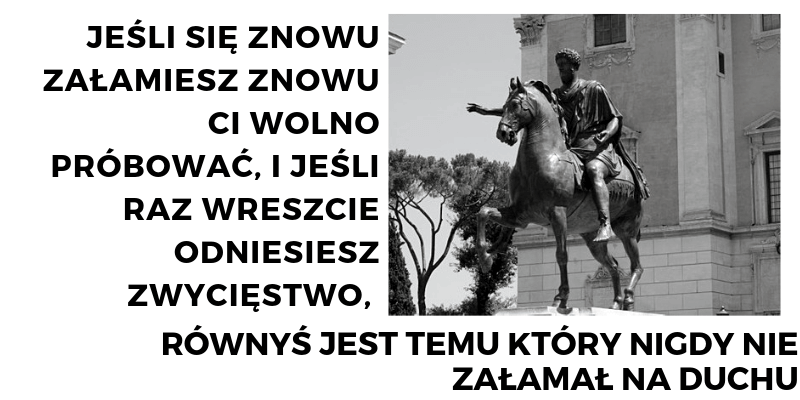 JEŚLI SIĘ ZNOWU
ZAŁAMIESZ ZNOWU
CI WOLNO
PRÓBOWAĆ, I JEŚLI
RAZ WRESZCIE
ODNIESIESZ
ZWYCIĘSTWO,
RÓWNYŚ JEST TEMU KTÓRY NIGDY NIE
ZAŁAMAŁ NA DUCHU